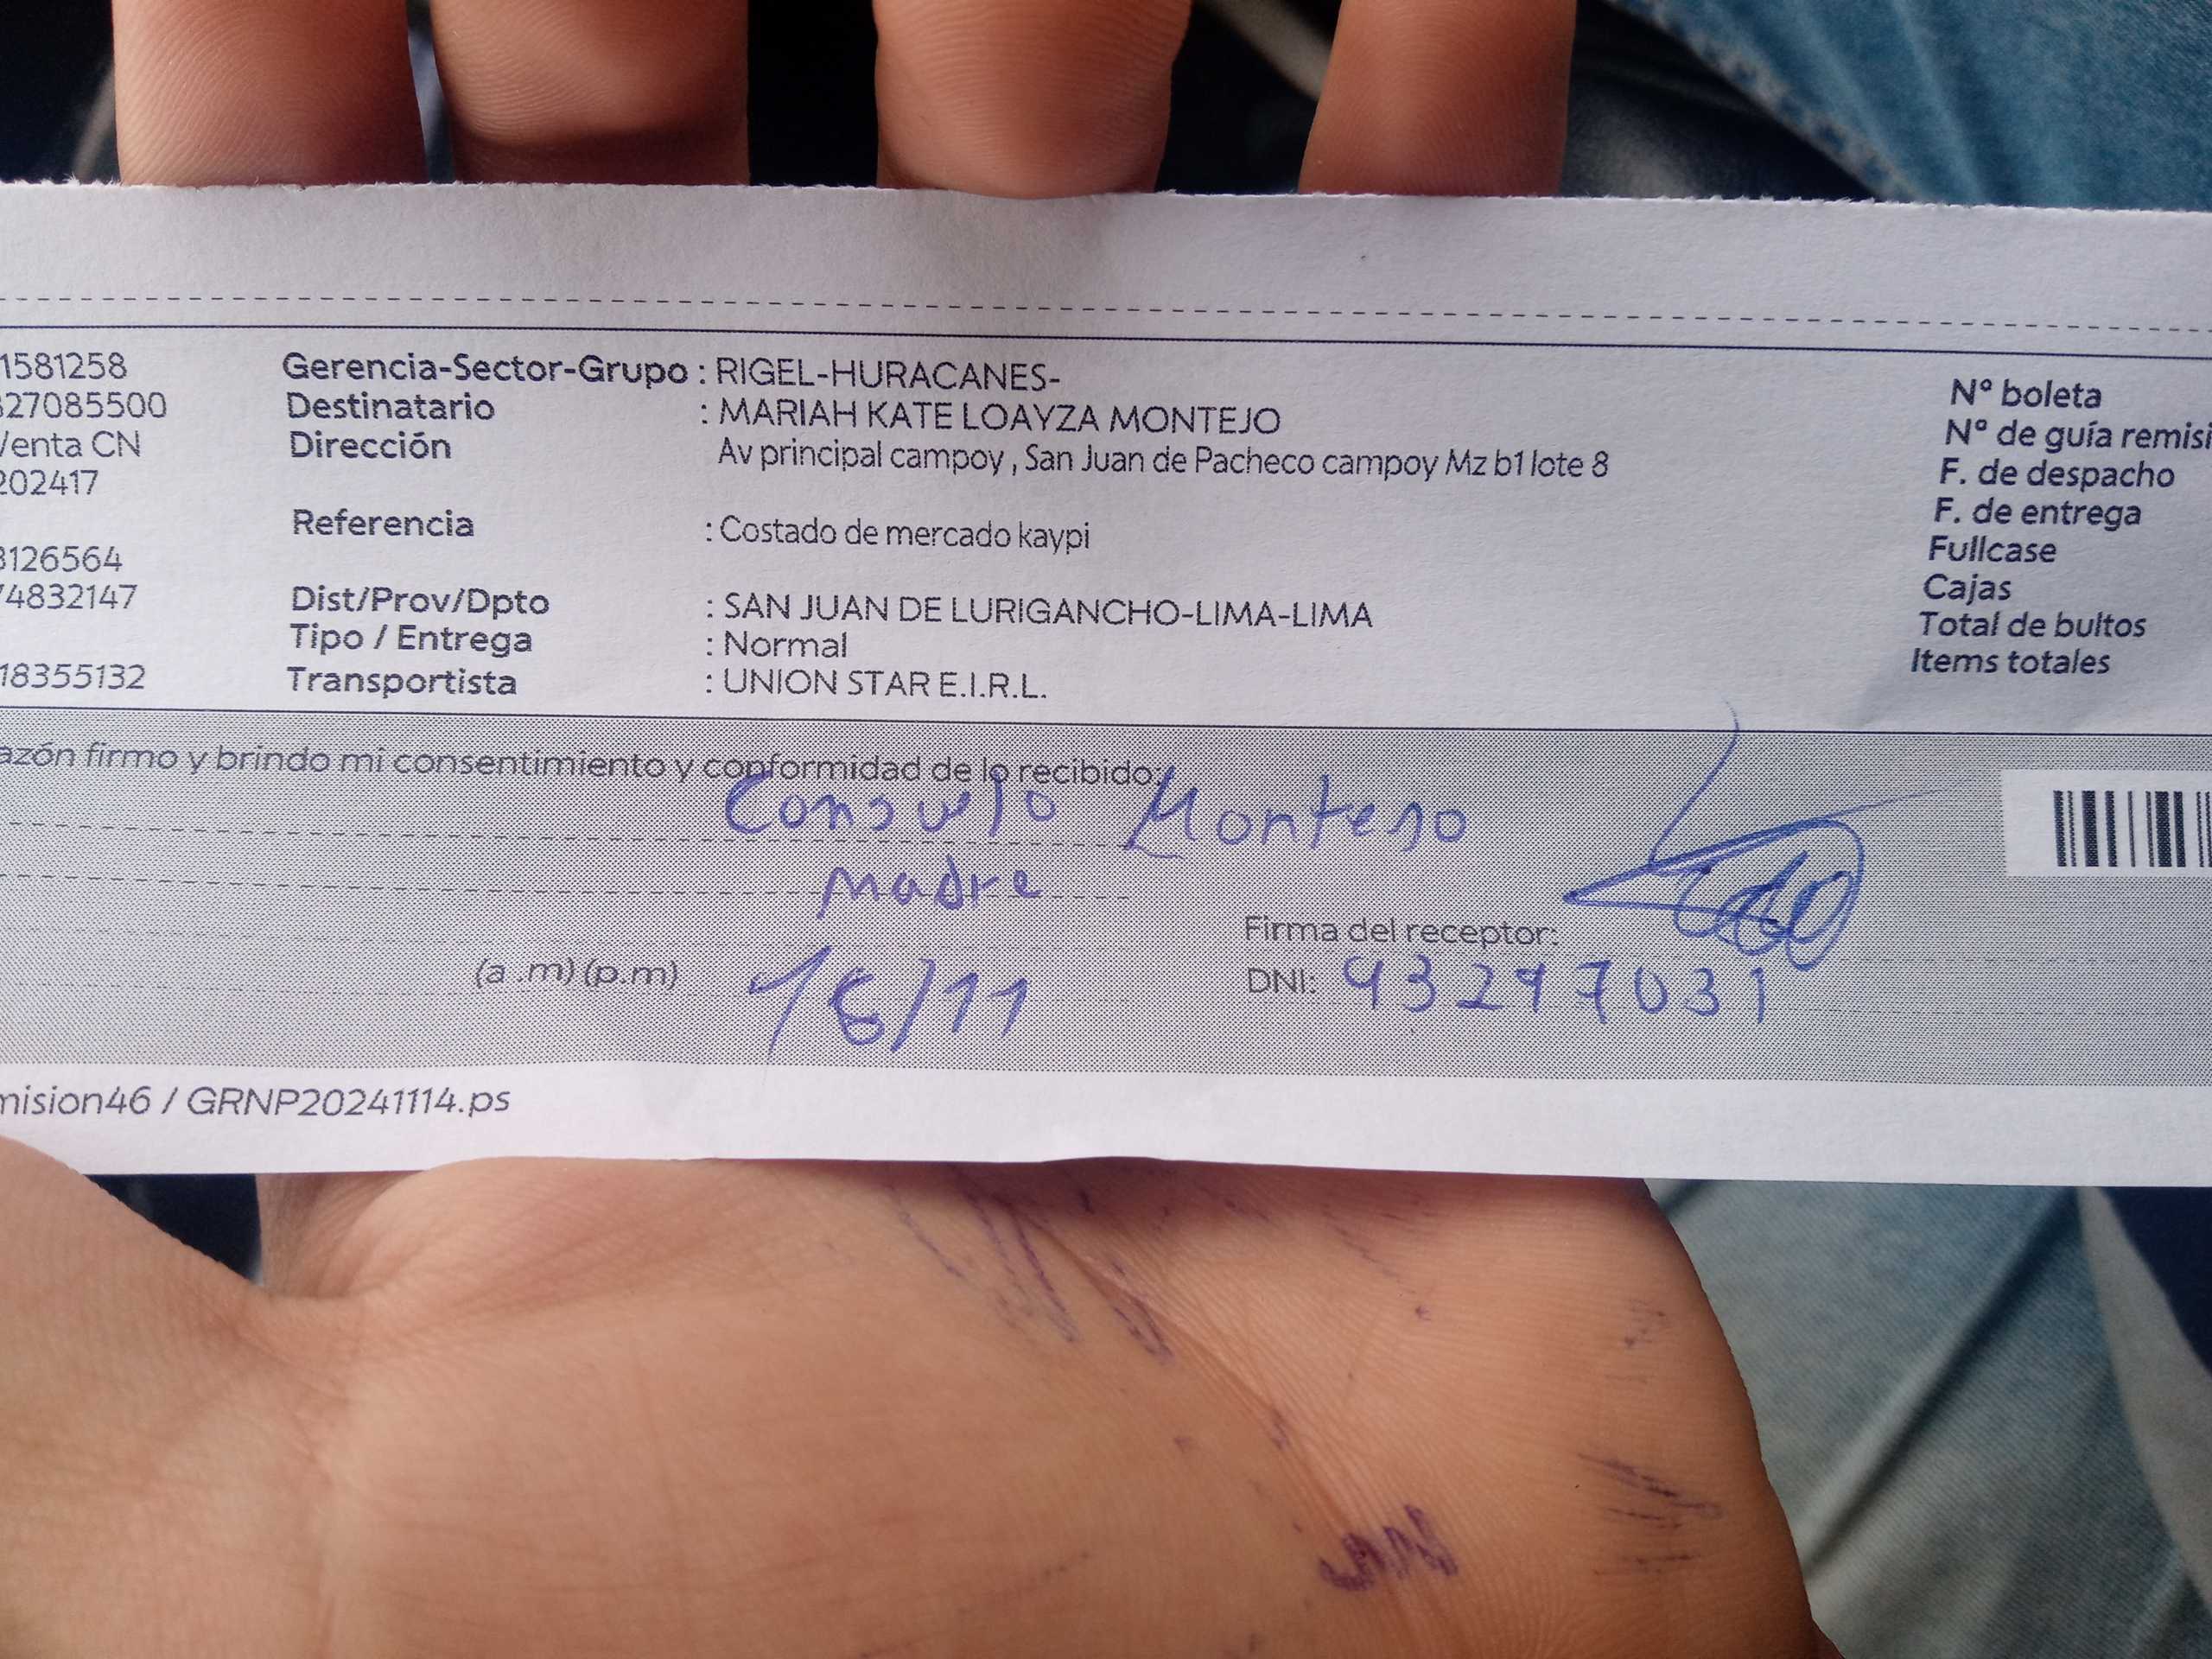 1581258 Gerencia-Sector-Grupo : RIGEL-HURACANES- Nº boleta
27085500 Destinatario : MARIAH KATE LOAYZA MONTEJO Nº de guía remisi
Venta CN Dirección Av principal campoy , San Juan de Pacheco campoy Mz b1 lote 8 F. de despacho
202417 F. de entrega
Referencia : Costado de mercado kaypi Fullcase
3126564 Cajas
74832147 Dist/Prov/Dpto : SAN JUAN DE LURIGANCHO-LIMA-LIMA Total de bultos
Tipo / Entrega : Normal Items totales
18355132 Transportista : UNION STAR E.I.R.L.
azón firmo y brindo mi consentimiento y conformidad de lo recibido:
Consuelo Montejo
Madre
Firma del receptor:
(a .m) (p.m) 16/11 DNI: 43297031
mision46 / GRNP20241114.ps